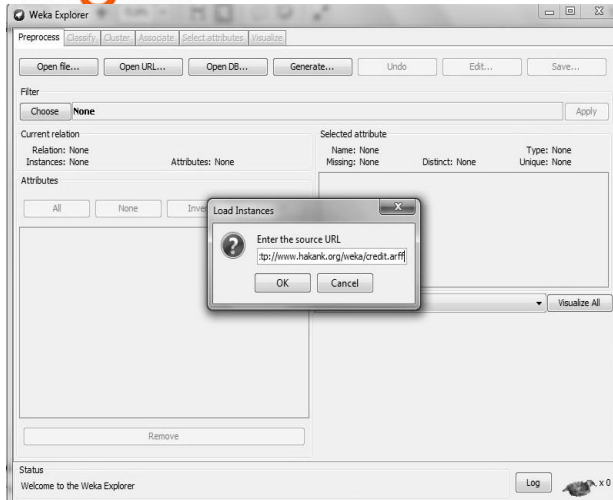 Weka Explorer
Preprocess Classify Cluster Associate Select attributes Visualize
Open file... Open URL... Open DB... Generate... Undo Edit... Save...
Filter
Choose None Apply
Current relation
Relation: None
Instances: None Attributes: None
Selected attribute
Name: None Type: None
Missing: None Distinct: None Unique: None
Attributes
All None Inver
Load Instances
Enter the source URL
:tp://www.hakank.org/weka/credit.arff
OK Cancel
Visualize All
Remove
Status
Welcome to the Weka Explorer
Log x 0